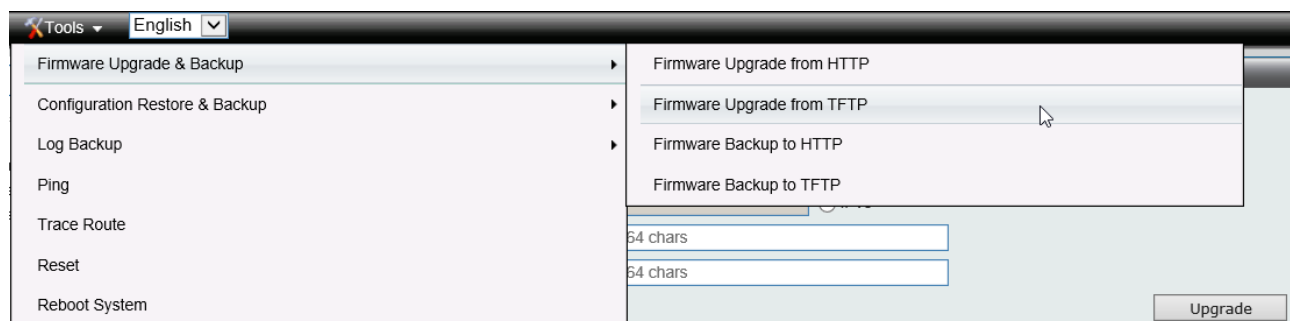 Tools English
Firmware Upgrade & Backup
Firmware Upgrade from HTTP
Configuration Restore & Backup
Firmware Upgrade from TFTP
Log Backup
Firmware Backup to HTTP
Ping
Firmware Backup to TFTP
Trace Route
64 chars
Reset
64 chars
Reboot System
Upgrade